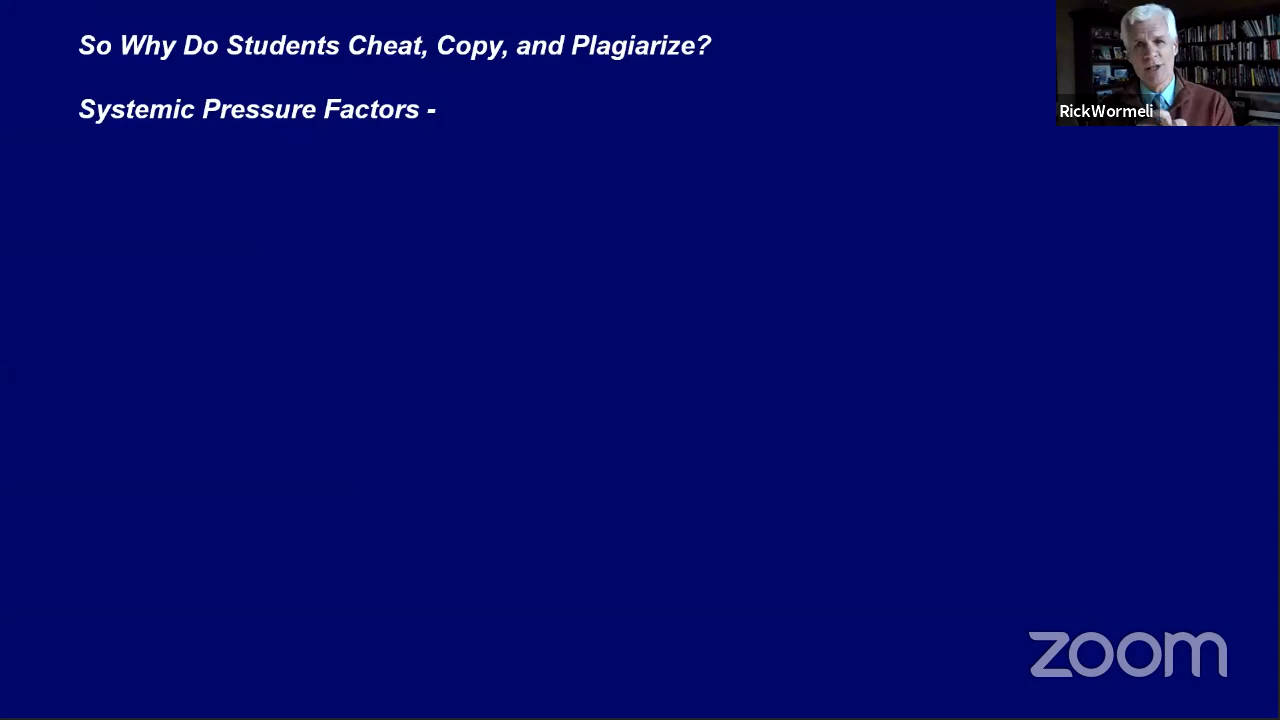 So Why Do Students Cheat, Copy, and Plagiarize?
Systemic Pressure Factors -
RickWormeli
zoom